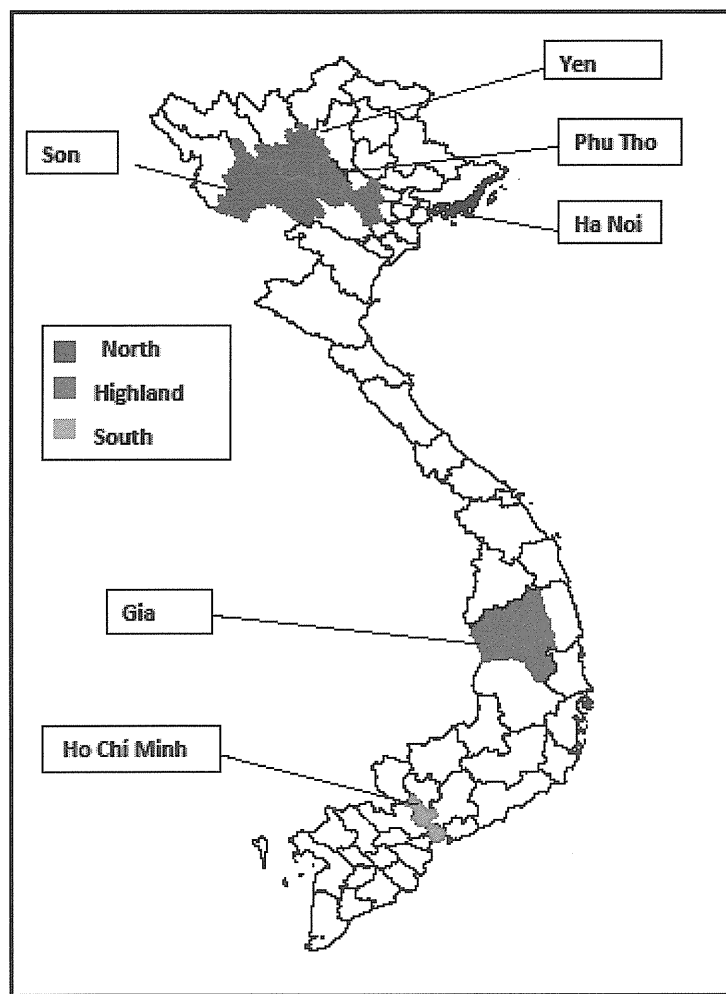 Yen
Phu Tho
Son
Ha Noi
North
Highland
South
Gia
Ho Chí Minh